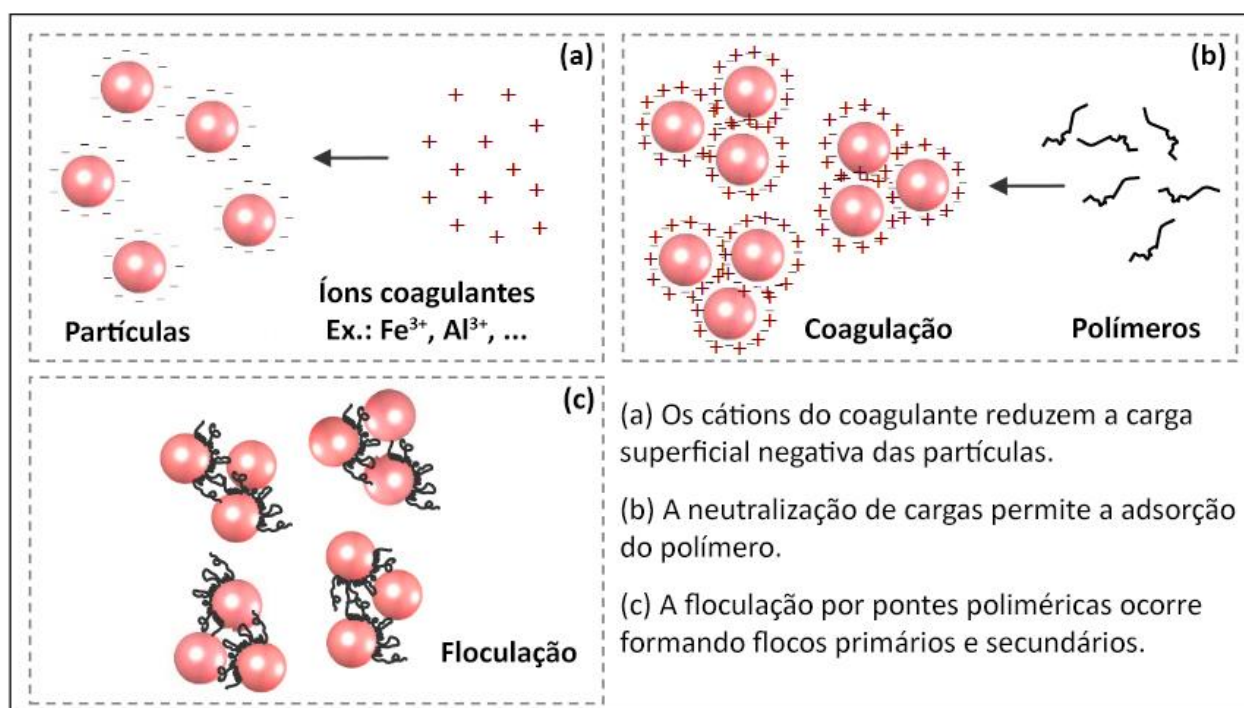 (a)
Partículas
Íons coagulantes
Ex.: Fe³⁺, Al³⁺, ...
(b)
Coagulação
Polímeros
(c)
Floculação
(a) Os cátions do coagulante reduzem a carga
superficial negativa das partículas.
(b) A neutralização de cargas permite a adsorção
do polímero.
(c) A floculação por pontes poliméricas ocorre
formando flocos primários e secundários.